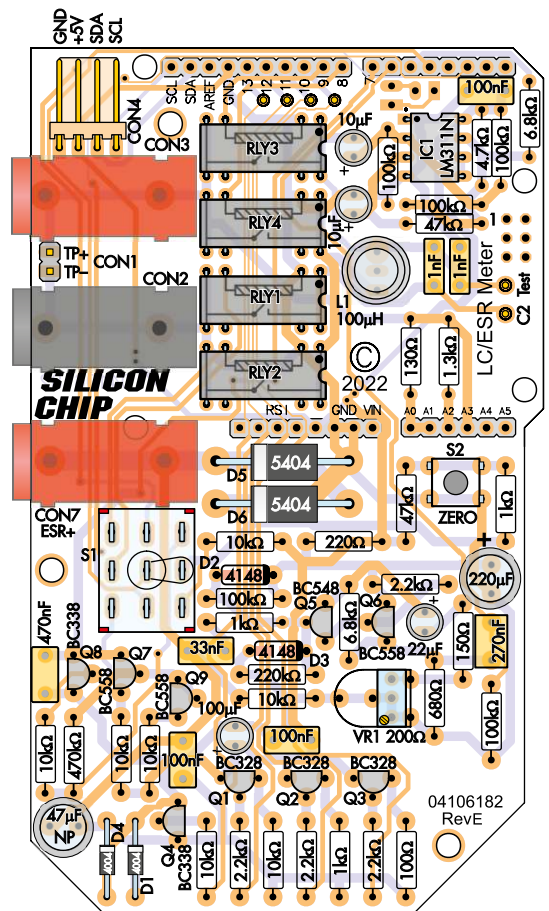 GND
+5V
SDA
SCL
CON4
SCL
SDA
AREF
GND
13
12
11
10
9
8
7
1
100nF
6.8kΩ
CON3
RLY3
10µF
+
100kΩ
IC1
LM311N
4.7kΩ
100kΩ
RLY4
10µF
+
100kΩ
47kΩ
1
TP+
TP–
CON1
CON2
RLY1
L1
100µH
1nF
1nF
LC/ESR Meter
Test
C2
RLY2
©
2022
130Ω
1.3kΩ
SILICON
CHIP
RST
GND
VIN
A0
A1
A2
A3
A4
A5
D5
5404
D6
5404
S2
ZERO
47kΩ
1kΩ
CON7
ESR+
S1
10kΩ
220Ω
+
220µF
D2
4148
100kΩ
1kΩ
BC548
Q5
6.8kΩ
Q6
BC558
2.2kΩ
+
22µF
150Ω
270nF
470nF
BC338
Q8
BC558
Q7
33nF
4148
D3
220kΩ
10kΩ
BC558
Q9
100µF
+
VR1 200Ω
680Ω
100kΩ
10kΩ
470kΩ
10kΩ
10kΩ
100nF
100nF
BC328
Q1
BC328
Q2
BC328
Q3
04106182
RevE
47µF
NP
D4
4004
4004
D1
Q4
BC338
10kΩ
2.2kΩ
10kΩ
2.2kΩ
1kΩ
2.2kΩ
100Ω